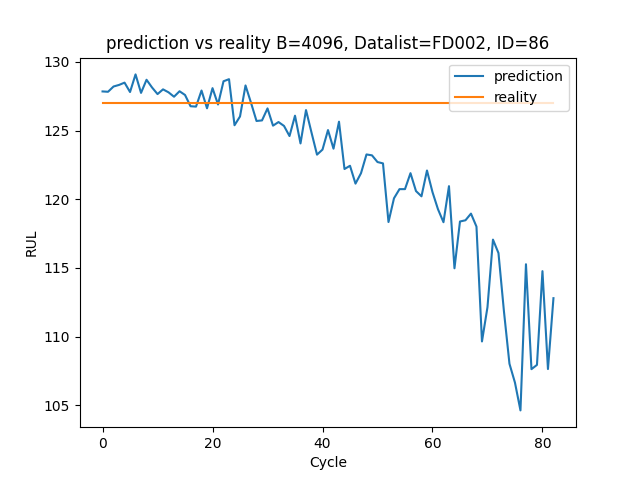 prediction vs reality B=4096, Datalist=FD002, ID=86
prediction
reality
RUL
130
125
120
115
110
105
0 20 40 60 80
Cycle